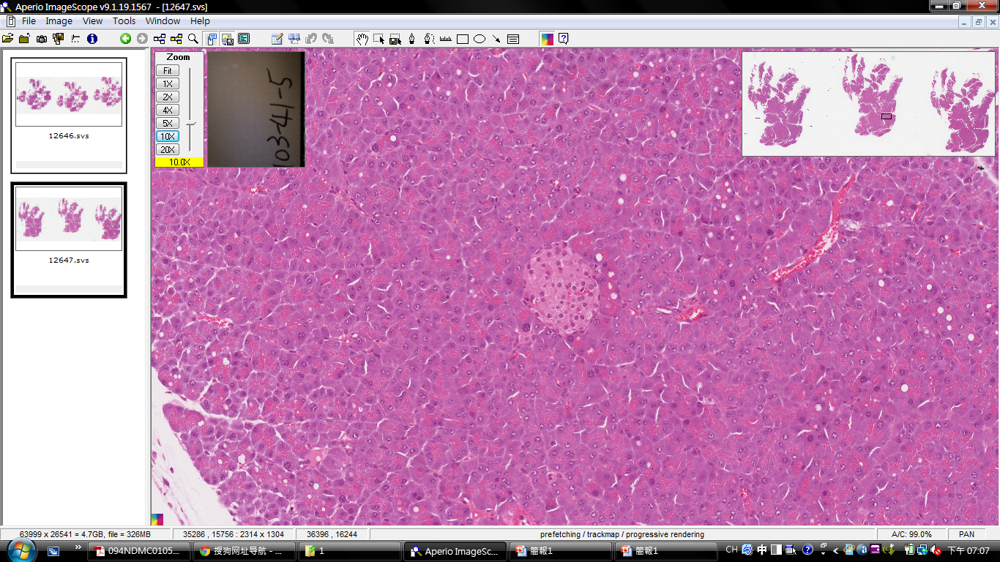 Aperio ImageScope v9.1.19.1567 - [12647.svs]
File Image View Tools Window Help
12646.svs
12647.svs
Zoom
Fit
1X
2X
4X
5X
10X
20X
10.0X
10341-5
63999 x 26541 = 4.7GB, file = 326MB
35286 , 15756 : 2314 x 1304
36396 , 16244
prefetching / trackmap / progressive rendering
A/C: 99.0%
PAN
094NDMC0105...
搜狗网址导航 - ...
1
Aperio ImageSc...
簡報1
簡報1
CH
中
下午 07:07